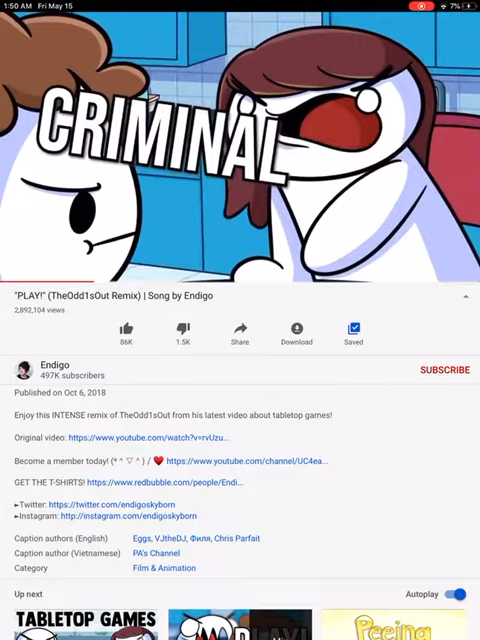 1:50 AM Fri May 15
7%
CRIMINAL
"PLAY!" (TheOdd1sOut Remix) | Song by Endigo
2,892,104 views
86K
1.5K
Share
Download
Saved
Endigo
497K subscribers
SUBSCRIBE
Published on Oct 6, 2018
Enjoy this INTENSE remix of TheOdd1sOut from his latest video about tabletop games!
Original video: https://www.youtube.com/watch?v=rvUzu...
Become a member today! (*＾▽＾) / ❤ https://www.youtube.com/channel/UC4ea...
GET THE T-SHIRTS! https://www.redbubble.com/people/Endi...
►Twitter: https://twitter.com/endigoskyborn
►Instagram: http://instagram.com/endigoskyborn
Caption authors (English) Eggs, VJtheDJ, Филя, Chris Parfait
Caption author (Vietnamese) PA's Channel
Category Film & Animation
Up next
Autoplay
TABLETOP GAMES
PLAY!
Peeing